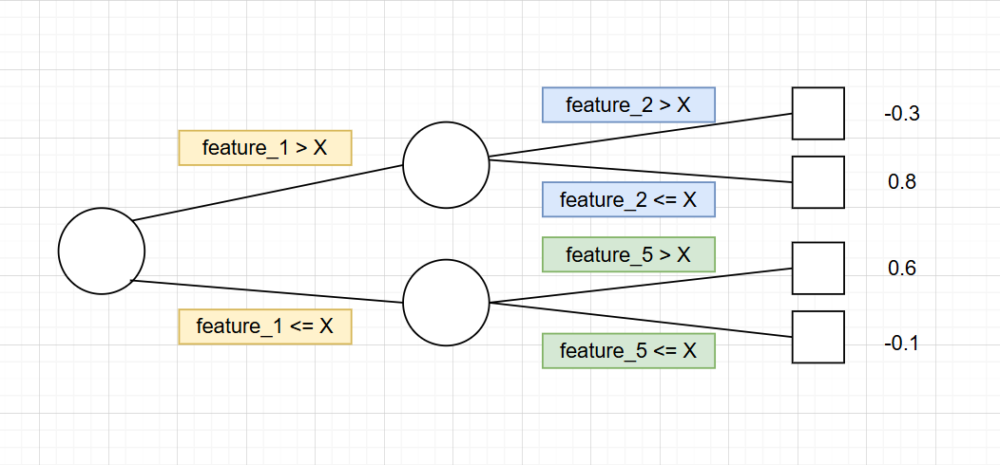 feature_2 > X
-0.3
feature_1 > X
0.8
feature_2 <= X
feature_5 > X
0.6
feature_1 <= X
-0.1
feature_5 <= X